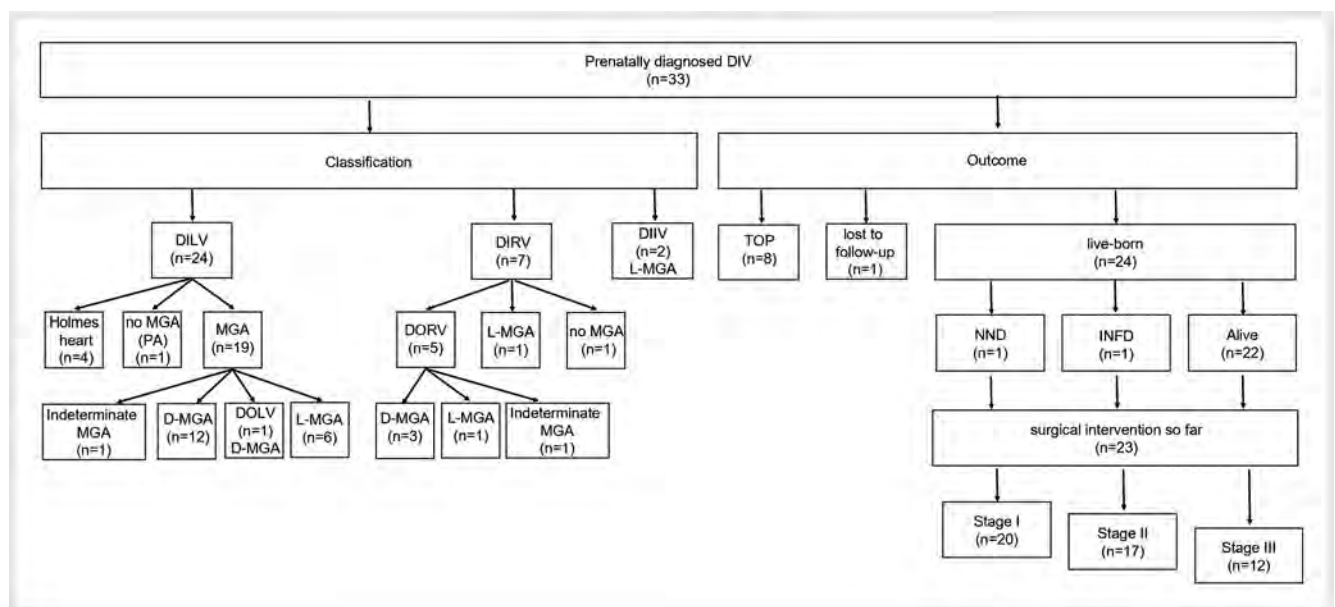 Prenatally diagnosed DIV
(n=33)
Classification
Outcome
DILV
(n=24)
DIRV
(n=7)
DIIV
(n=2)
L-MGA
TOP
(n=8)
lost to
follow-up
(n=1)
live-born
(n=24)
Holmes
heart
(n=4)
no MGA
(PA)
(n=1)
MGA
(n=19)
DORV
(n=5)
L-MGA
(n=1)
no MGA
(n=1)
NND
(n=1)
INFD
(n=1)
Alive
(n=22)
Indeterminate
MGA
(n=1)
D-MGA
(n=12)
DOLV
(n=1)
D-MGA
L-MGA
(n=6)
D-MGA
(n=3)
L-MGA
(n=1)
Indeterminate
MGA
(n=1)
surgical intervention so far
(n=23)
Stage I
(n=20)
Stage II
(n=17)
Stage III
(n=12)